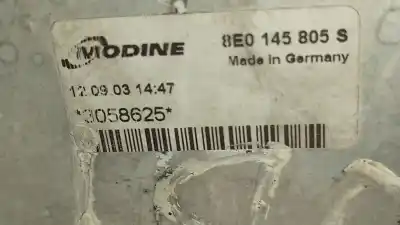 MODINE
8E0 145 805 S
Made in Germany
12.09.03 14:47
*3058625*